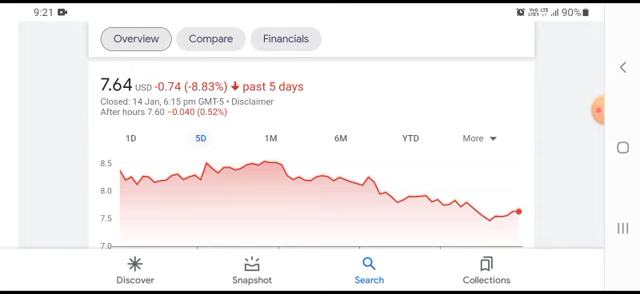 9:21
90%
Overview Compare Financials
7.64 USD -0.74 (-8.83%) past 5 days
Closed: 14 Jan, 6:15 pm GMT-5 • Disclaimer
After hours 7.60 −0.040 (0.52%)
1D 5D 1M 6M YTD More
8.5
8.0
7.5
7.0
Discover Snapshot Search Collections